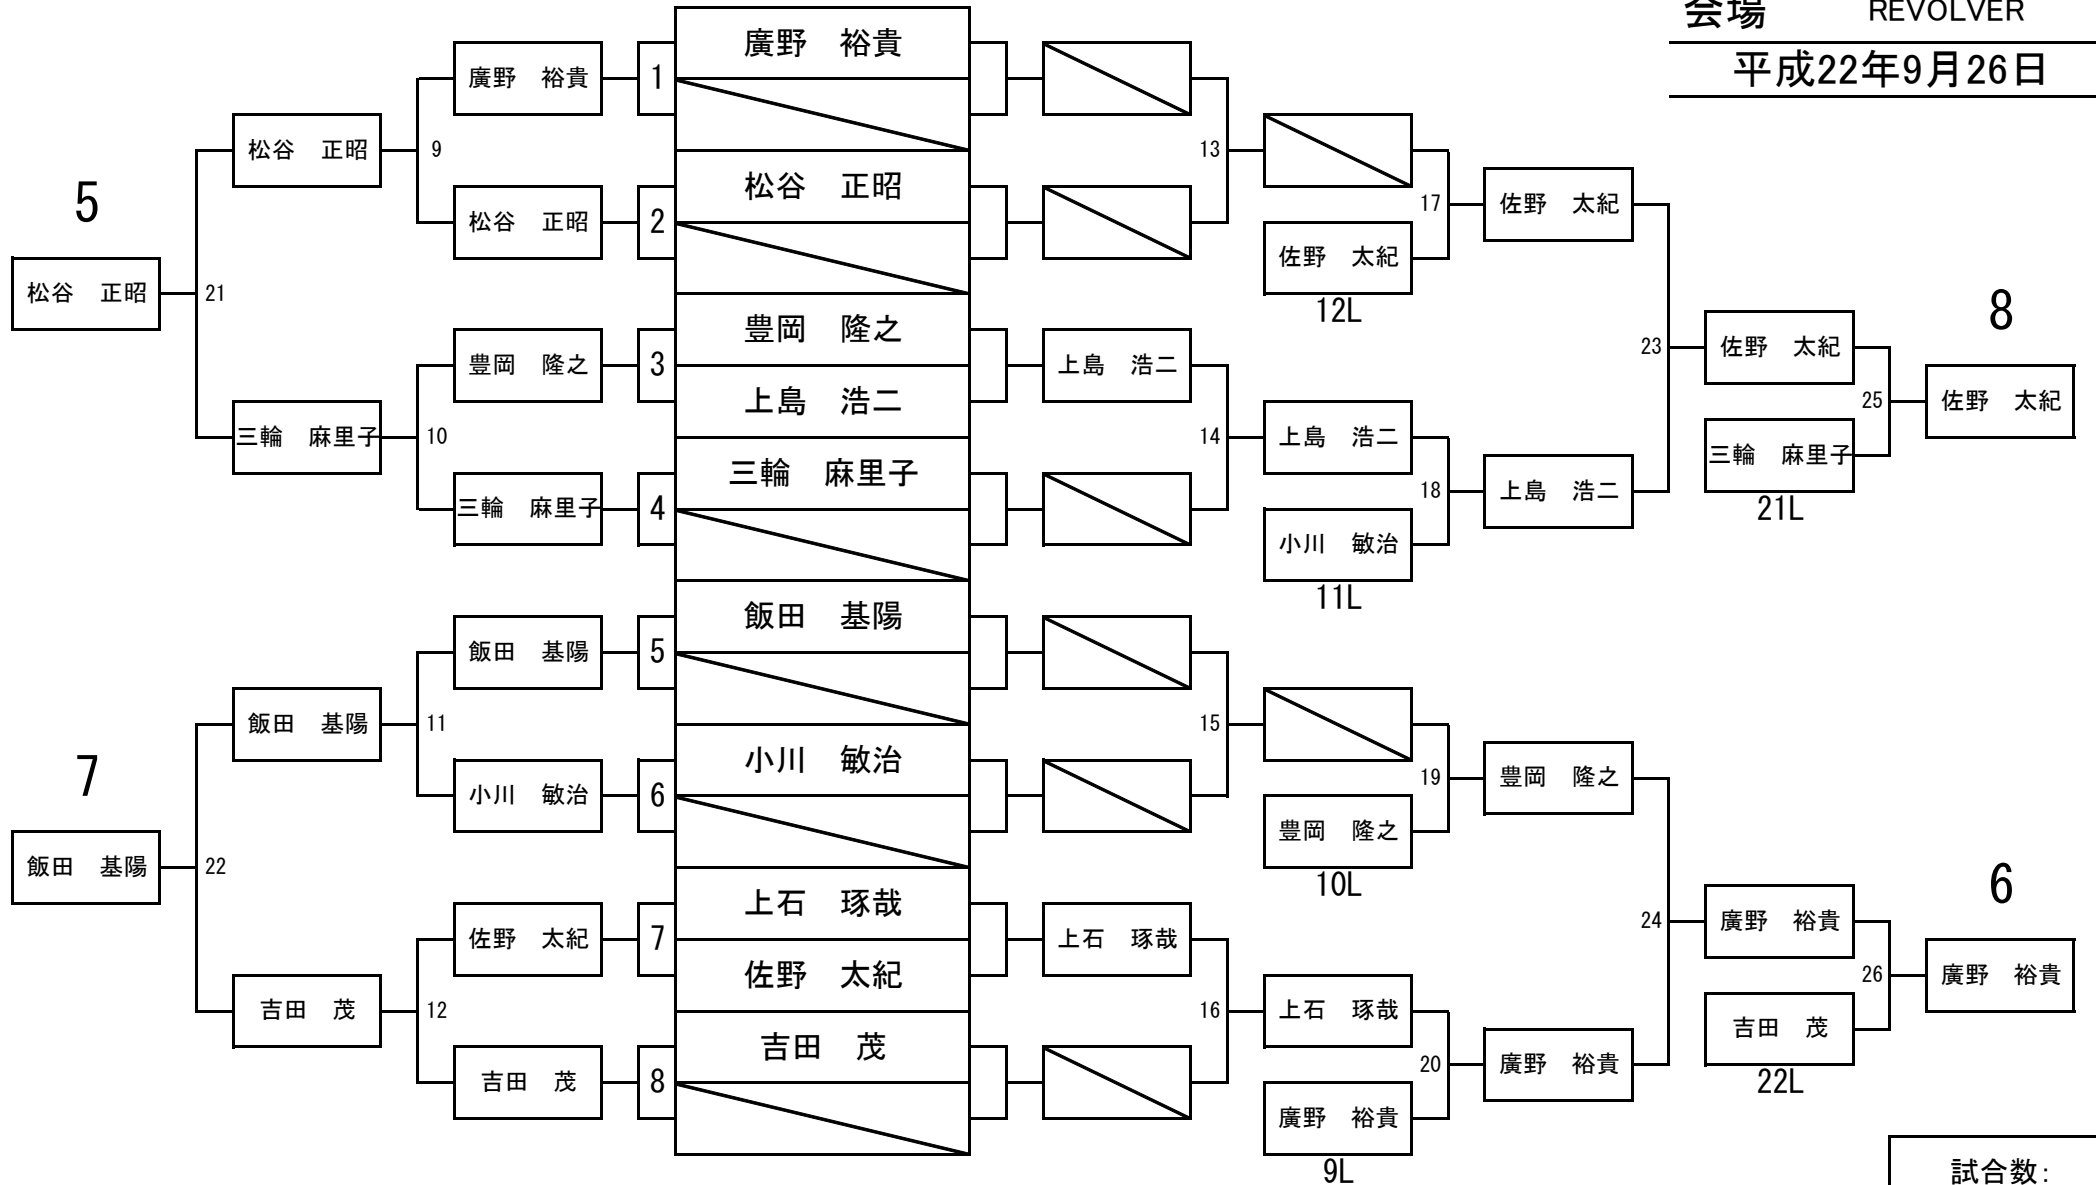 会場 REVOLVER
平成22年9月26日
廣野 裕貴 1 廣野 裕貴
松谷 正昭 9 13
5
松谷 正昭 2 松谷 正昭
17 佐野 太紀
佐野 太紀
12L
松谷 正昭 21
豊岡 隆之 3 豊岡 隆之 上島 浩二
上島 浩二
23 佐野 太紀
8
三輪 麻里子 10 14 上島 浩二
25 佐野 太紀
三輪 麻里子
21L
三輪 麻里子 4 三輪 麻里子
18 上島 浩二
小川 敏治
11L
飯田 基陽 5 飯田 基陽
飯田 基陽 11 15
7
小川 敏治 6 小川 敏治
19 豊岡 隆之
豊岡 隆之
10L
飯田 基陽 22
佐野 太紀 7 上石 琢哉 上石 琢哉
佐野 太紀
24 廣野 裕貴
6
吉田 茂 12 16 上石 琢哉
26 廣野 裕貴
吉田 茂
22L
吉田 茂 8 吉田 茂
20 廣野 裕貴
廣野 裕貴
9L
試合数: